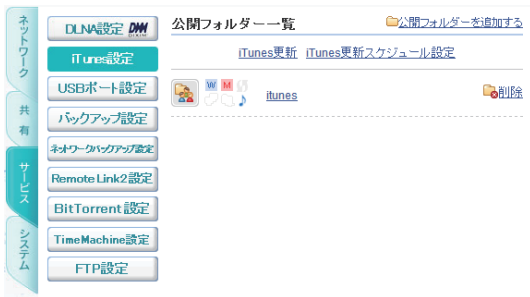 ネットワーク
共有
サービス
システム
DLNA設定
iTunes設定
USBポート設定
バックアップ設定
ネットワークバックアップ設定
Remote Link2設定
BitTorrent設定
TimeMachine設定
FTP設定
公開フォルダー一覧
公開フォルダーを追加する
iTunes更新 iTunes更新スケジュール設定
W M
itunes
削除